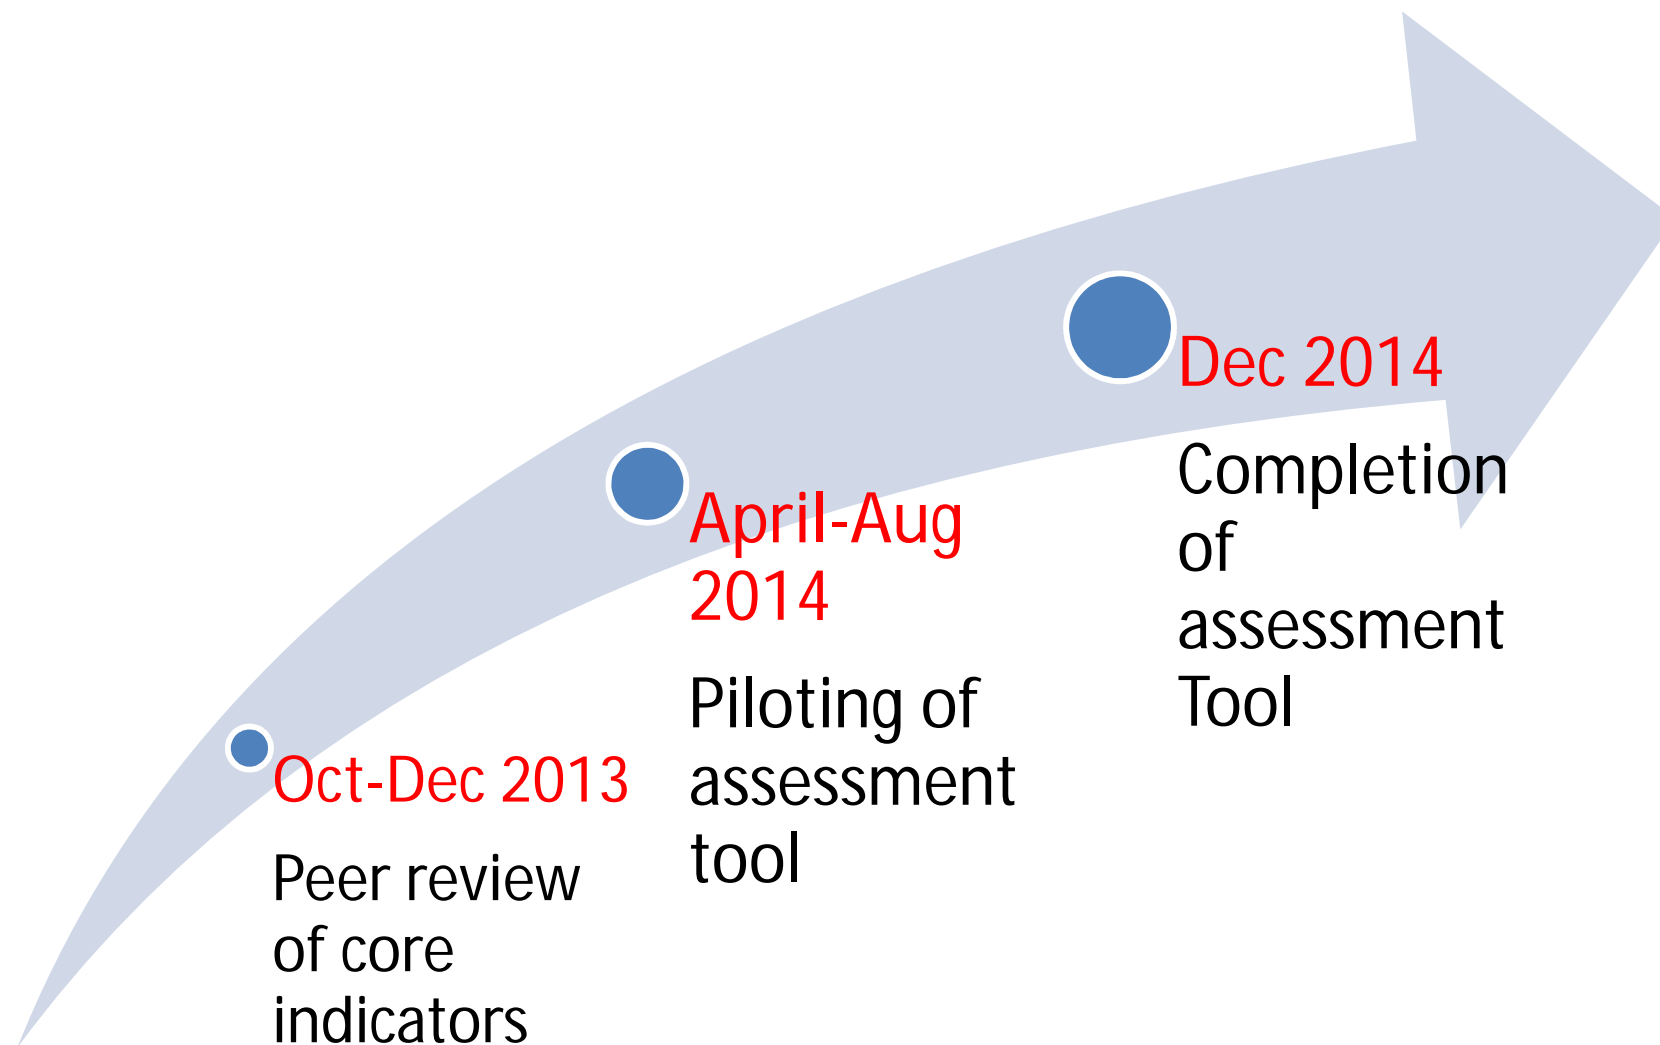 Oct-Dec 2013
Peer review
of core
indicators
April-Aug
2014
Piloting of
assessment
tool
Dec 2014
Completion
of
assessment
Tool